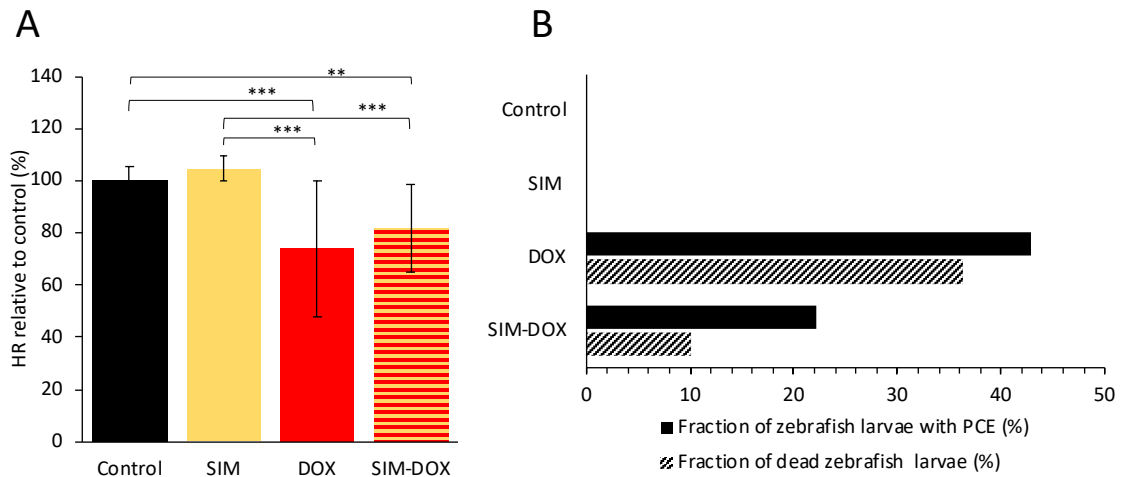 A
HR relative to control (%)
140
120
100
80
60
40
20
0
**
***
***
***
Control SIM DOX SIM-DOX
B
Control
SIM
DOX
SIM-DOX
0 10 20 30 40 50
Fraction of zebrafish larvae with PCE (%)
Fraction of dead zebrafish larvae (%)